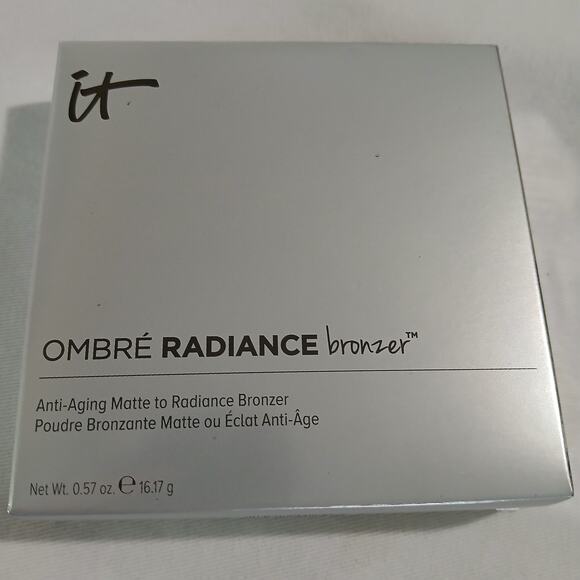 it
OMBRÉ RADIANCE bronzer™
Anti-Aging Matte to Radiance Bronzer
Poudre Bronzante Matte ou Éclat Anti-Âge
Net Wt. 0.57 oz. ℮ 16.17 g